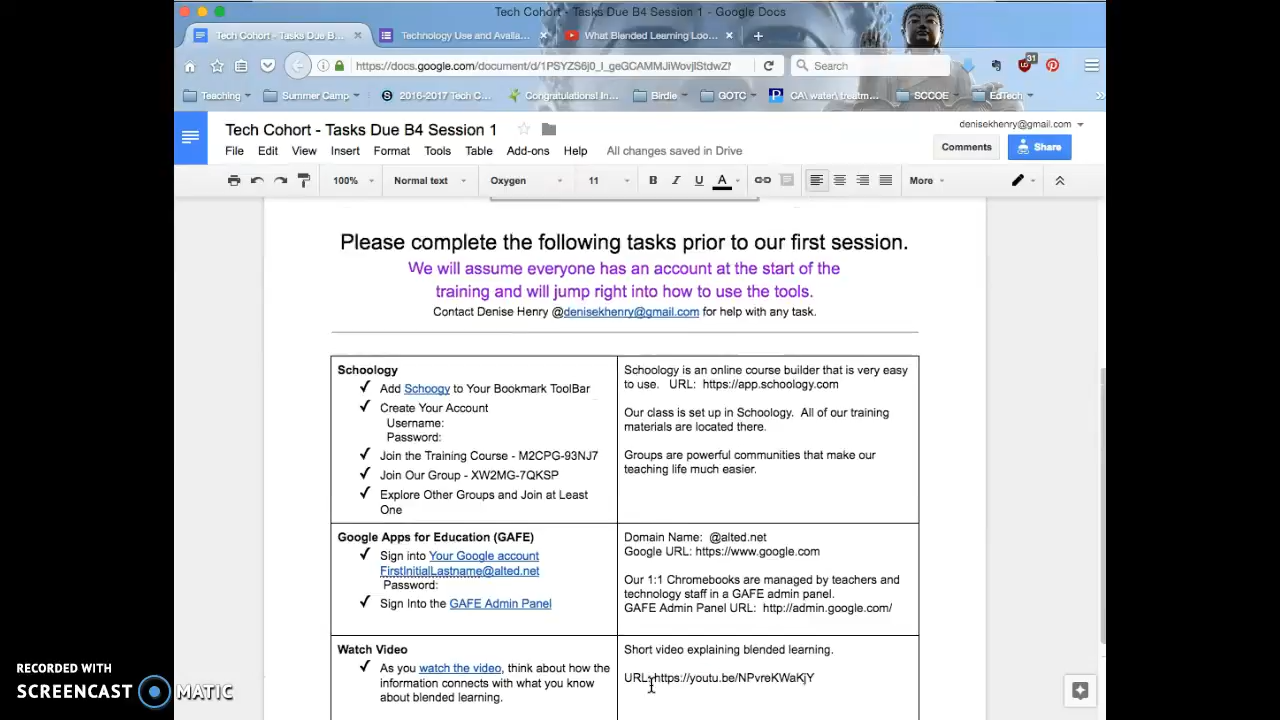 Tech Cohort - Tasks Due B4 Session 1 - Google Docs
Tech Cohort - Tasks Due B... Technology Use and Availa... What Blended Learning Loo...
https://docs.google.com/document/d/1PSYZS6j0_I_geGCAMMJiWovjlStdwZf Search 31
Teaching Summer Camp 2016-2017 Tech C... Congratulations! In... Birdie GOTC CA\ water\ treatm... SCCOE EdTech
Tech Cohort - Tasks Due B4 Session 1 denisekhenry@gmail.com
File Edit View Insert Format Tools Table Add-ons Help All changes saved in Drive Comments Share
100% Normal text Oxygen 11 B I U A More
Please complete the following tasks prior to our first session.
We will assume everyone has an account at the start of the
training and will jump right into how to use the tools.
Contact Denise Henry @denisekhenry@gmail.com for help with any task.
Schoology
Add Schoogy to Your Bookmark ToolBar
Create Your Account
Username:
Password:
Join the Training Course - M2CPG-93NJ7
Join Our Group - XW2MG-7QKSP
Explore Other Groups and Join at Least
One
Schoology is an online course builder that is very easy
to use. URL: https://app.schoology.com
Our class is set up in Schoology. All of our training
materials are located there.
Groups are powerful communities that make our
teaching life much easier.
Google Apps for Education (GAFE)
Sign into Your Google account
FirstInitialLastname@alted.net
Password:
Sign Into the GAFE Admin Panel
Domain Name: @alted.net
Google URL: https://www.google.com
Our 1:1 Chromebooks are managed by teachers and
technology staff in a GAFE admin panel.
GAFE Admin Panel URL: http://admin.google.com/
Watch Video
As you watch the video, think about how the
information connects with what you know
about blended learning.
Short video explaining blended learning.
URL: https://youtu.be/NPvreKWaKjY
RECORDED WITH
SCREENCAST MATIC